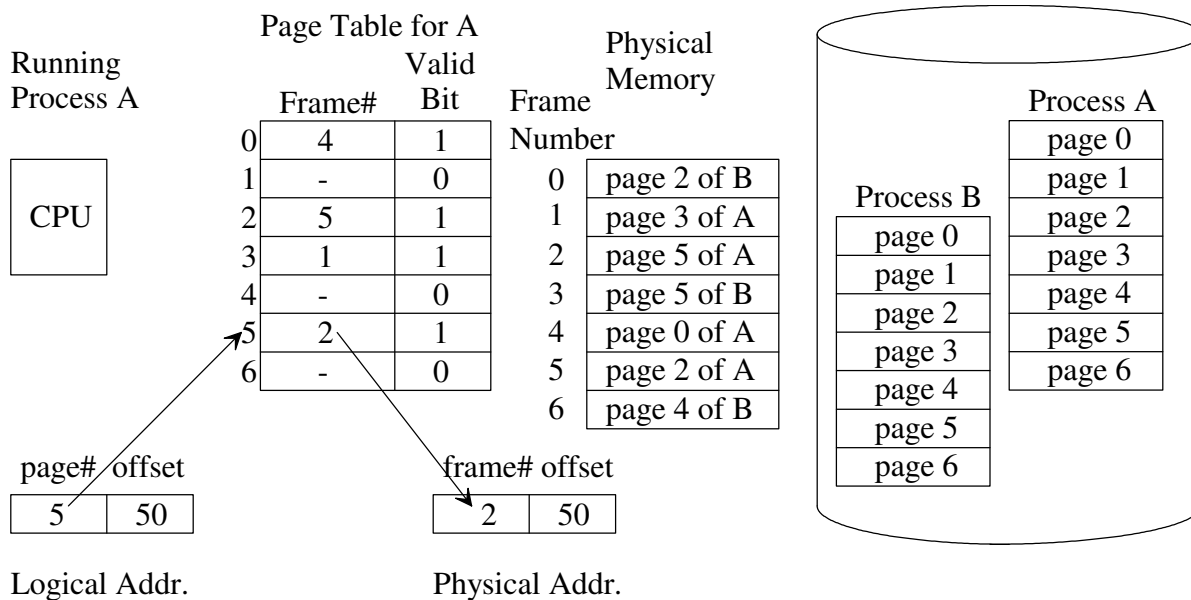 Page Table for A
Running
Process A
Frame#
Valid
Bit
0 4 1
1 - 0
2 5 1
3 1 1
4 - 0
5 2 1
6 - 0
CPU
Physical
Memory
Frame
Number
0 page 2 of B
1 page 3 of A
2 page 5 of A
3 page 5 of B
4 page 0 of A
5 page 2 of A
6 page 4 of B
Process B
page 0
page 1
page 2
page 3
page 4
page 5
page 6
Process A
page 0
page 1
page 2
page 3
page 4
page 5
page 6
page# offset
5 50
Logical Addr.
frame# offset
2 50
Physical Addr.